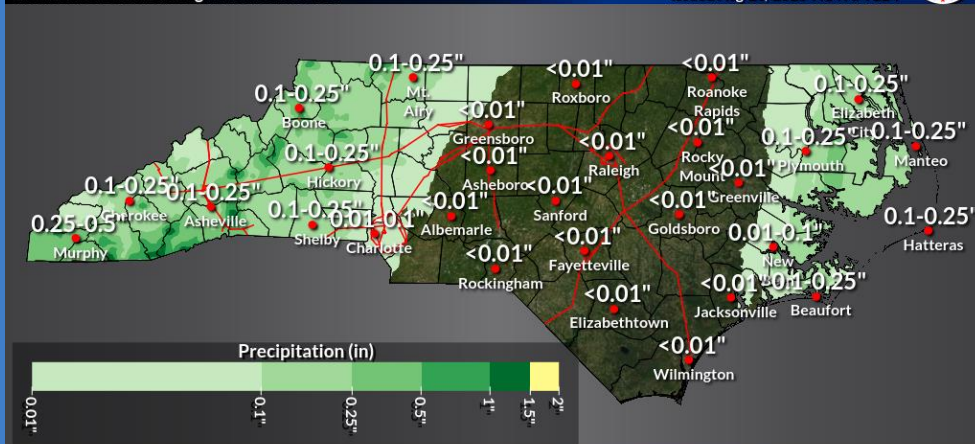 0.1-0.25"
Mt.
Airy
<0.01"
Roxboro
<0.01"
Roanoke
Rapids
0.1-0.25"
Boone
0.1-0.25"
Elizabeth
City
<0.01"
Greensboro
0.1-0.25"
Hickory
<0.01"
Asheboro
<0.01"
Raleigh
<0.01"
Rocky
Mount
0.1-0.25"
Plymouth
0.1-0.25"
Manteo
0.1-0.25"
Cherokee
0.1-0.25"
Asheville
<0.01"
Sanford
Greenville
0.25-0.5"
Murphy
0.1-0.25"
Shelby
0.01-0.1"
Charlotte
<0.01"
Albemarle
<0.01"
Goldsboro
0.1-0.25"
Hatteras
<0.01"
Rockingham
<0.01"
Fayetteville
0.01-0.1"
New
<0.01"
Elizabethtown
<0.01"
Jacksonville
0.1-0.25"
Beaufort
<0.01"
Wilmington
Precipitation (in)
0.01"
0.1"
0.25"
0.5"
1"
1.5"
2"